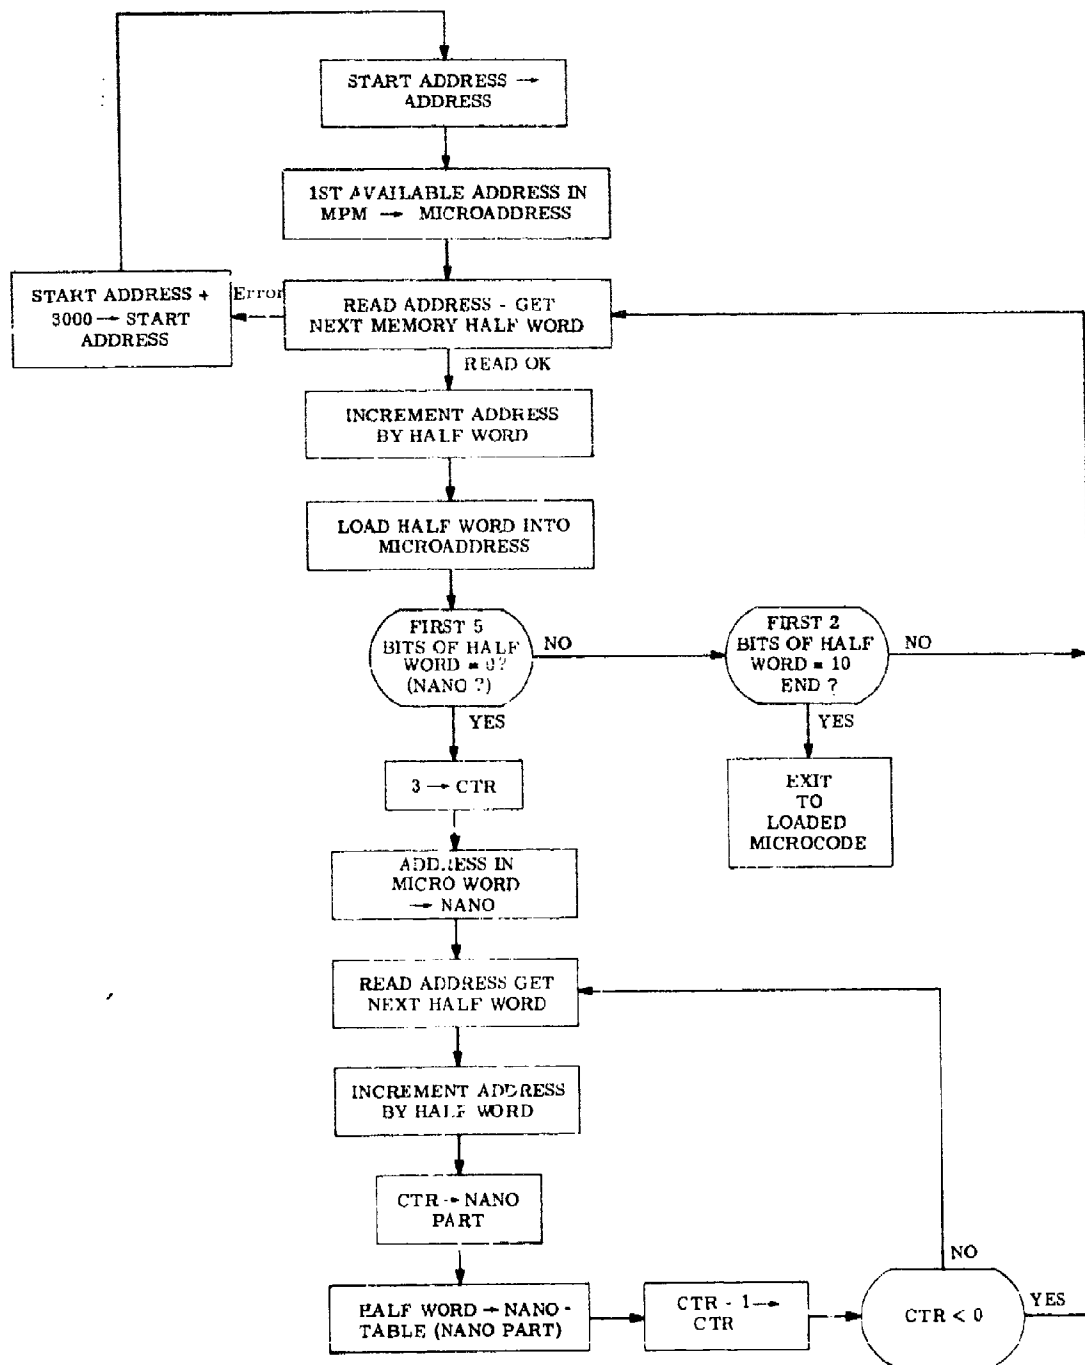 START ADDRESS →
ADDRESS
1ST AVAILABLE ADDRESS IN
MPM → MICROADDRESS
START ADDRESS +
3000 → START
ADDRESS
Error
READ ADDRESS - GET
NEXT MEMORY HALF WORD
READ OK
INCREMENT ADDRESS
BY HALF WORD
LOAD HALF WORD INTO
MICROADDRESS
FIRST 5
BITS OF HALF
WORD = 0?
(NANO ?)
NO
FIRST 2
BITS OF HALF
WORD = 10
END ?
NO
YES
YES
3 → CTR
EXIT
TO
LOADED
MICROCODE
ADDRESS IN
MICRO WORD
→ NANO
READ ADDRESS GET
NEXT HALF WORD
INCREMENT ADDRESS
BY HALF WORD
CTR → NANO
PART
NO
HALF WORD → NANO -
TABLE (NANO PART)
CTR - 1 →
CTR
CTR < 0
YES